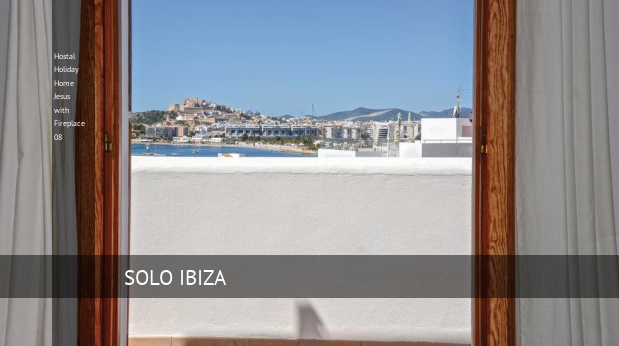 Hostal
Holiday
Home
Jesus
with
Fireplace
08
SOLO IBIZA